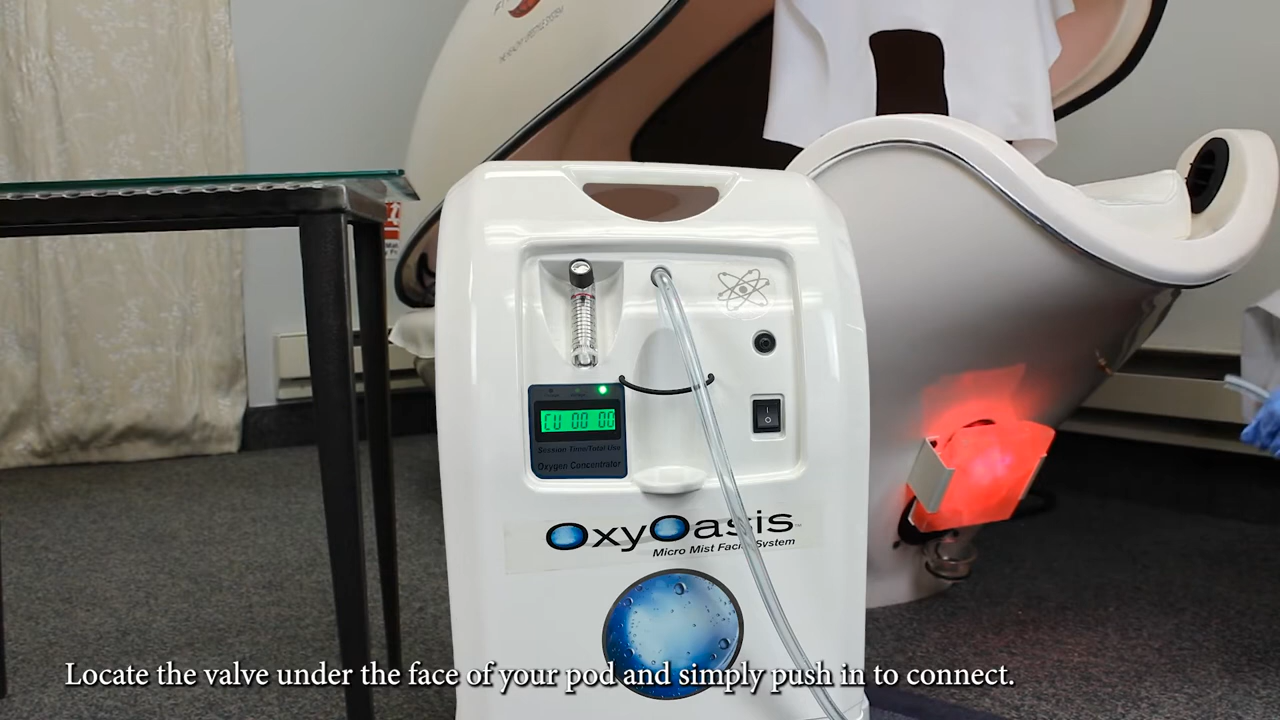 CU 00 00
Session Time/Total Use
Oxygen Concentrator
OxyOasis
Micro Mist Facial System
Locate the valve under the face of your pod and simply push in to connect.